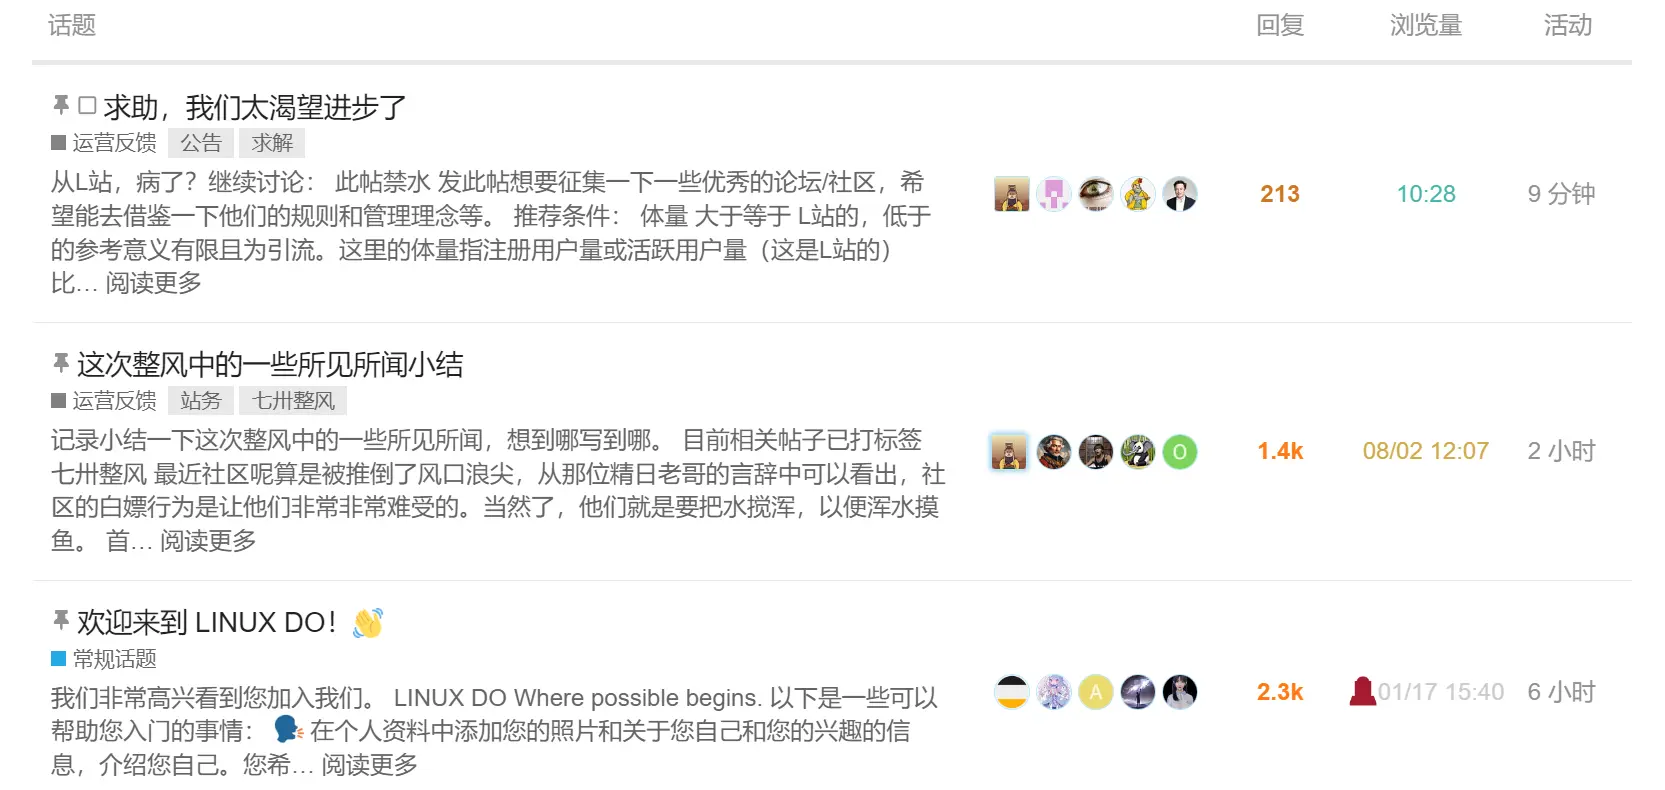 话题 回复 浏览量 活动
求助，我们太渴望进步了
运营反馈 公告 求解
从L站，病了？继续讨论： 此帖禁水 发此帖想要征集一下一些优秀的论坛/社区，希
望能去借鉴一下他们的规则和管理理念等。 推荐条件： 体量 大于等于 L站的，低于
的参考意义有限且为引流。这里的体量指注册用户量或活跃用户量（这是L站的）
比… 阅读更多
213 10:28 9 分钟
这次整风中的一些所见所闻小结
运营反馈 站务 七卅整风
记录小结一下这次整风中的一些所见所闻，想到哪写到哪。 目前相关帖子已打标签
七卅整风 最近社区呢算是被推倒了风口浪尖，从那位精日老哥的言辞中可以看出，社
区的白嫖行为是让他们非常非常难受的。当然了，他们就是要把水搅浑，以便浑水摸
鱼。 首… 阅读更多
O
1.4k 08/02 12:07 2 小时
欢迎来到 LINUX DO！
常规话题
我们非常高兴看到您加入我们。 LINUX DO Where possible begins. 以下是一些可以
帮助您入门的事情： 在个人资料中添加您的照片和关于您自己和您的兴趣的信
息，介绍您自己。您希… 阅读更多
A
2.3k 01/17 15:40 6 小时